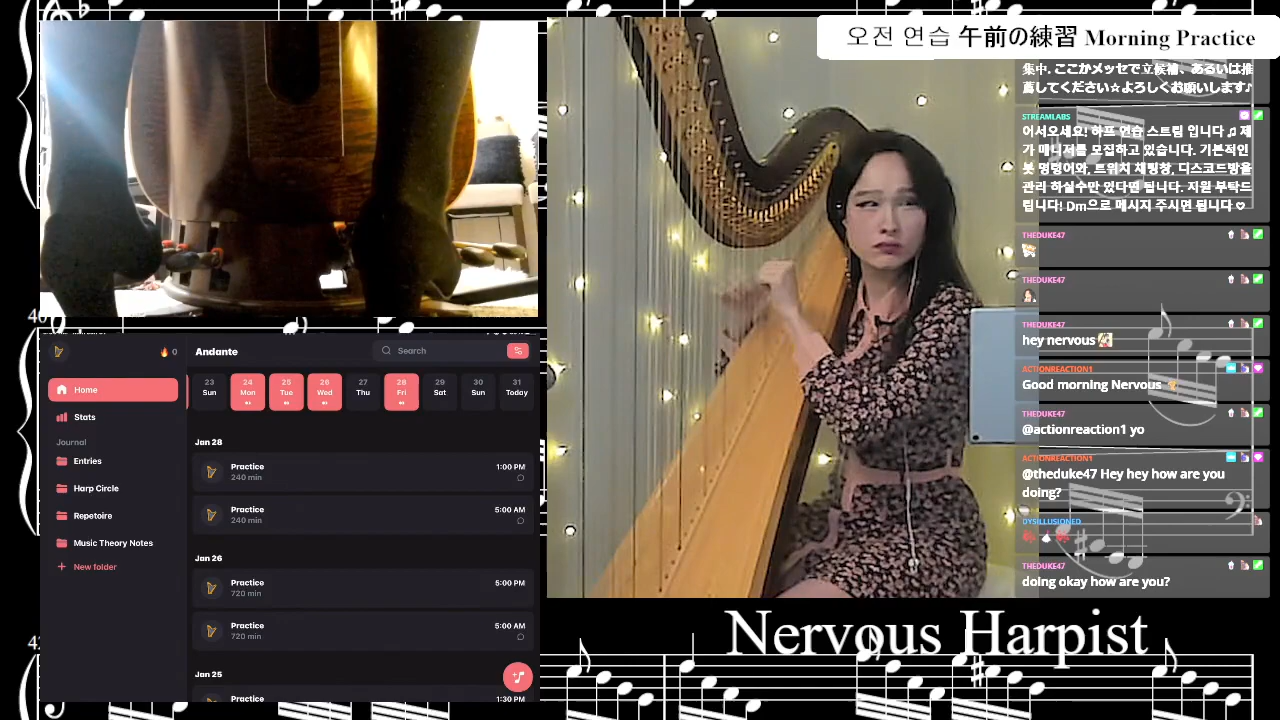 오전 연습 午前の練習 Morning Practice
集中. ここかメッセで立候補、あるいは推
薦してください☆よろしくお願いします♪
STREAMLABS
어서오세요! 하프 연습 스트림 입니다 ♫ 제
가 매니저를 모집하고 있습니다. 기본적인
봇 명령어와, 트위치 채팅창, 디스코드방을
관리 하실수만 있다면 됩니다. 지원 부탁드
립니다! Dm으로 메시지 주시면 됩니다 ♡
THEDUKE47
THEDUKE47
THEDUKE47
hey nervous
ACTIONREACTION1
Good morning Nervous
THEDUKE47
@actionreaction1 yo
ACTIONREACTION1
@theduke47 Hey hey how are you
doing?
DYSILLUSIONED
THEDUKE47
doing okay how are you?
Nervous Harpist
0
Home
Stats
Journal
Entries
Harp Circle
Repetoire
Music Theory Notes
+ New folder
Andante
Search
23 24 25 26 27 28 29 30 31
Sun Mon Tue Wed Thu Fri Sat Sun Today
Jan 28
Practice 1:00 PM
240 min
Practice 5:00 AM
240 min
Jan 26
Practice 5:00 PM
720 min
Practice 5:00 AM
720 min
Jan 25
Practice 1:30 PM